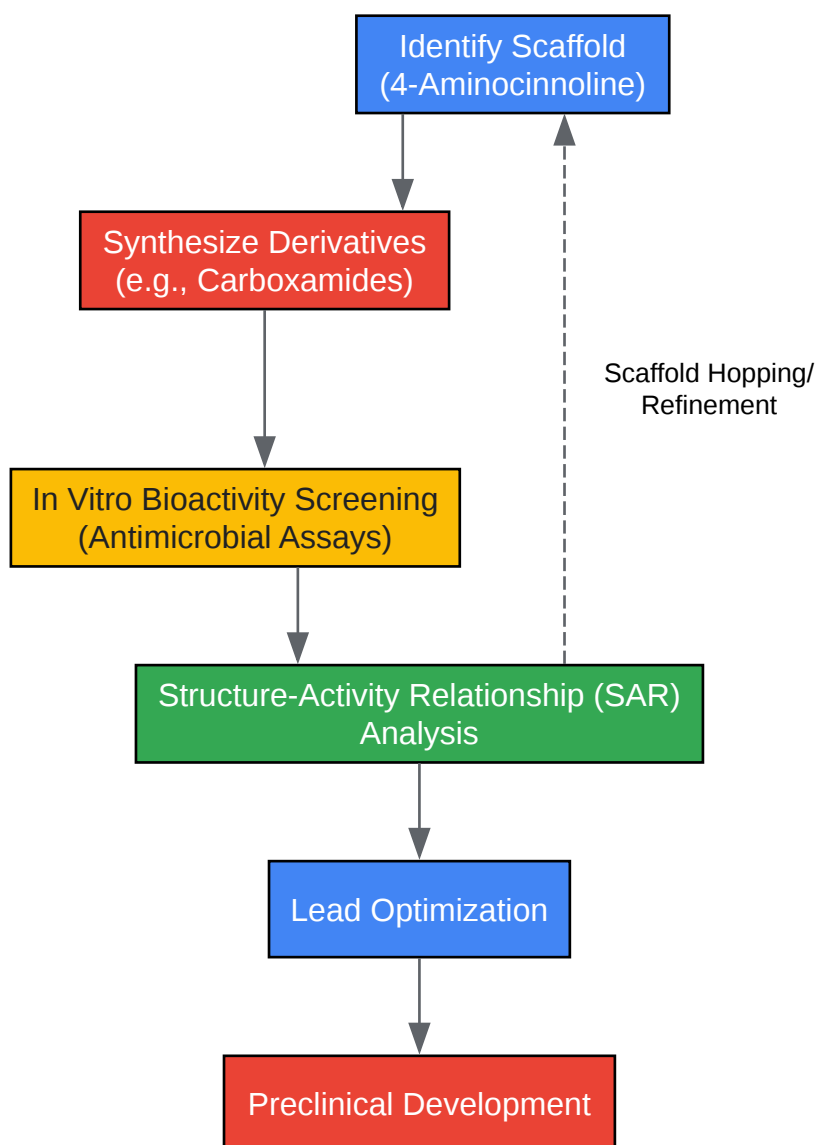 Identify Scaffold
(4-Aminocinnoline)
Synthesize Derivatives
(e.g., Carboxamides)
Scaffold Hopping/
Refinement
In Vitro Bioactivity Screening
(Antimicrobial Assays)
Structure-Activity Relationship (SAR)
Analysis
Lead Optimization
Preclinical Development